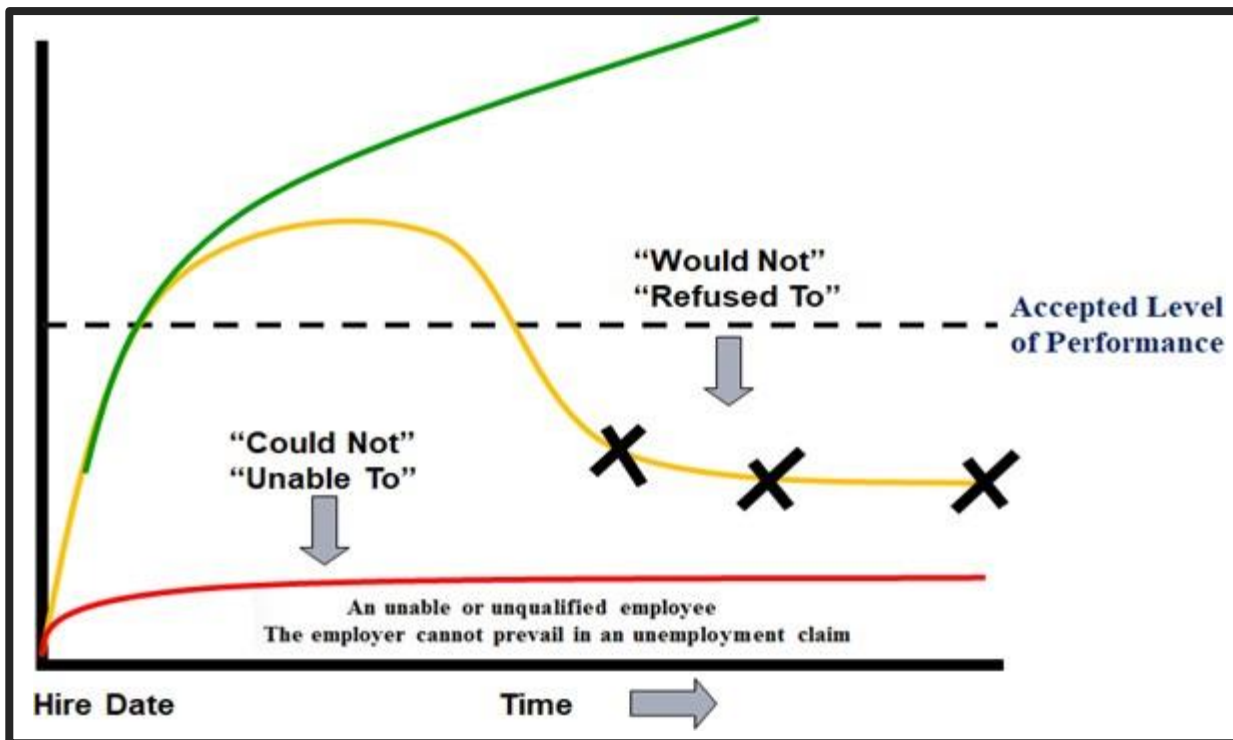 “Would Not”
“Refused To”
Accepted Level
of Performance
“Could Not”
“Unable To”
An unable or unqualified employee
The employer cannot prevail in an unemployment claim
Hire Date
Time